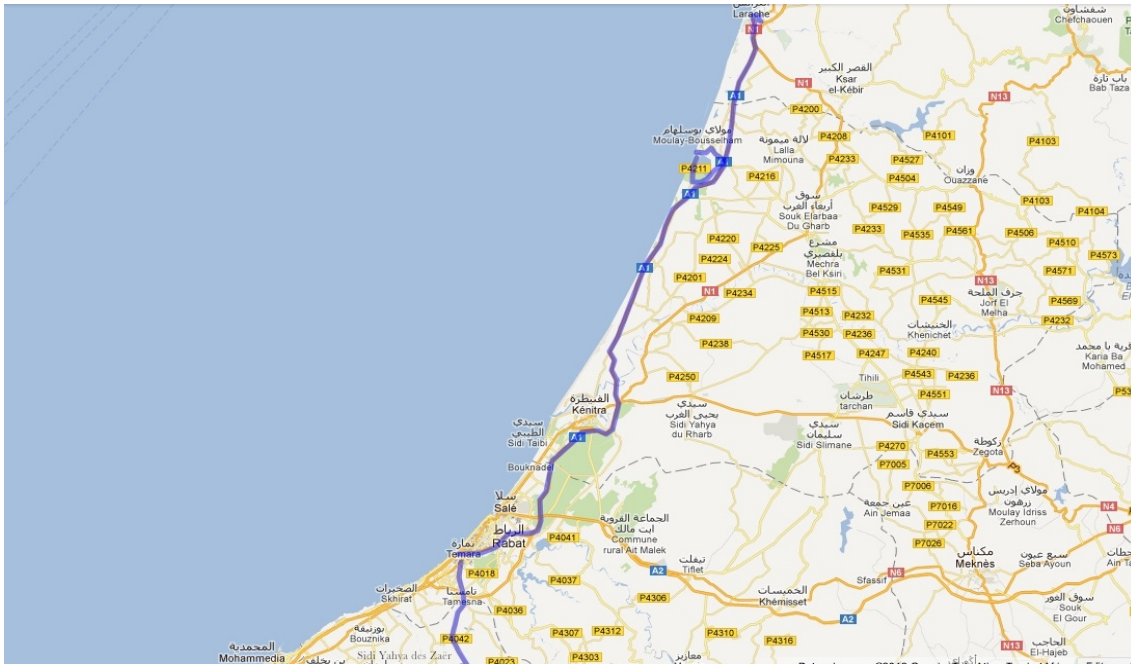 Larache
شفشاون
Chefchaouen
N1
القصر الكبير
Ksar
el-Kébir
N1
A1
N13
باب تازة
Bab Taza
P4200
مولاي بوسلهام
Moulay-Bousselham
لالة ميمونة
Lalla
Mimouna
P4208
P4101
P4103
P4233
P4527
P4211
A1
P4216
P4504
وزان
Ouazzane
A1
سوق
أربعاء الغرب
Souk Elarbaa
Du Gharb
P4529
P4549
P4103
P4104
P4233
P4535
P4561
P4506
P4510
P4220
P4225
مشرع
بلقصيري
Mechra
Bel Ksiri
P4224
P4573
A1
P4201
P4531
P4571
N1
P4234
P4515
N13
جرف الملحة
Jorf El
Melha
P4545
P4569
P4209
P4513
P4232
P4232
P4530
P4236
الخنيشات
Khenichet
P4238
P4517
P4247
P4240
قرية با محمد
Karia Ba
Mohamed
P4250
Tihili
P4543
P4236
P4551
N13
P53
القنيطرة
Kénitra
طرشان
tarchan
سيدي
يحيى الغرب
Sidi Yahya
du Rharb
سيدي قاسم
Sidi Kacem
سيدي
الطيبي
Sidi Taibi
A1
سيدي
سليمان
Sidi Slimane
زكوطة
Zegota
P4270
P4553
P7005
Bouknadel
P5
P7006
سلا
Salé
عين جمعة
Ain Jemaa
مولاي إدريس
زرهون
Moulay Idriss
Zerhoun
P7016
N4
الجماعة القروية
ايت مالك
Commune
rural Ait Malek
P7022
N6
الرباط
Rabat
P4041
P7026
تمارة
Temara
تيفلت
Tiflet
مكناس
Meknès
سبع عيون
Seba Ayoun
A2
P4018
P4037
Sfassif
N6
الصخيرات
Skhirat
تامسنا
Tamesna
P4306
الخميسات
Khémisset
P4036
A2
سوق الغور
Souk
El Gour
بوزنيقة
Bouznika
P4042
P4307
P4312
P4310
P4316
المحمدية
Mohammedia
N13
الحاجب
El-Hajeb
Sidi Yahya des Zaër
P4023
P4303
معازيز